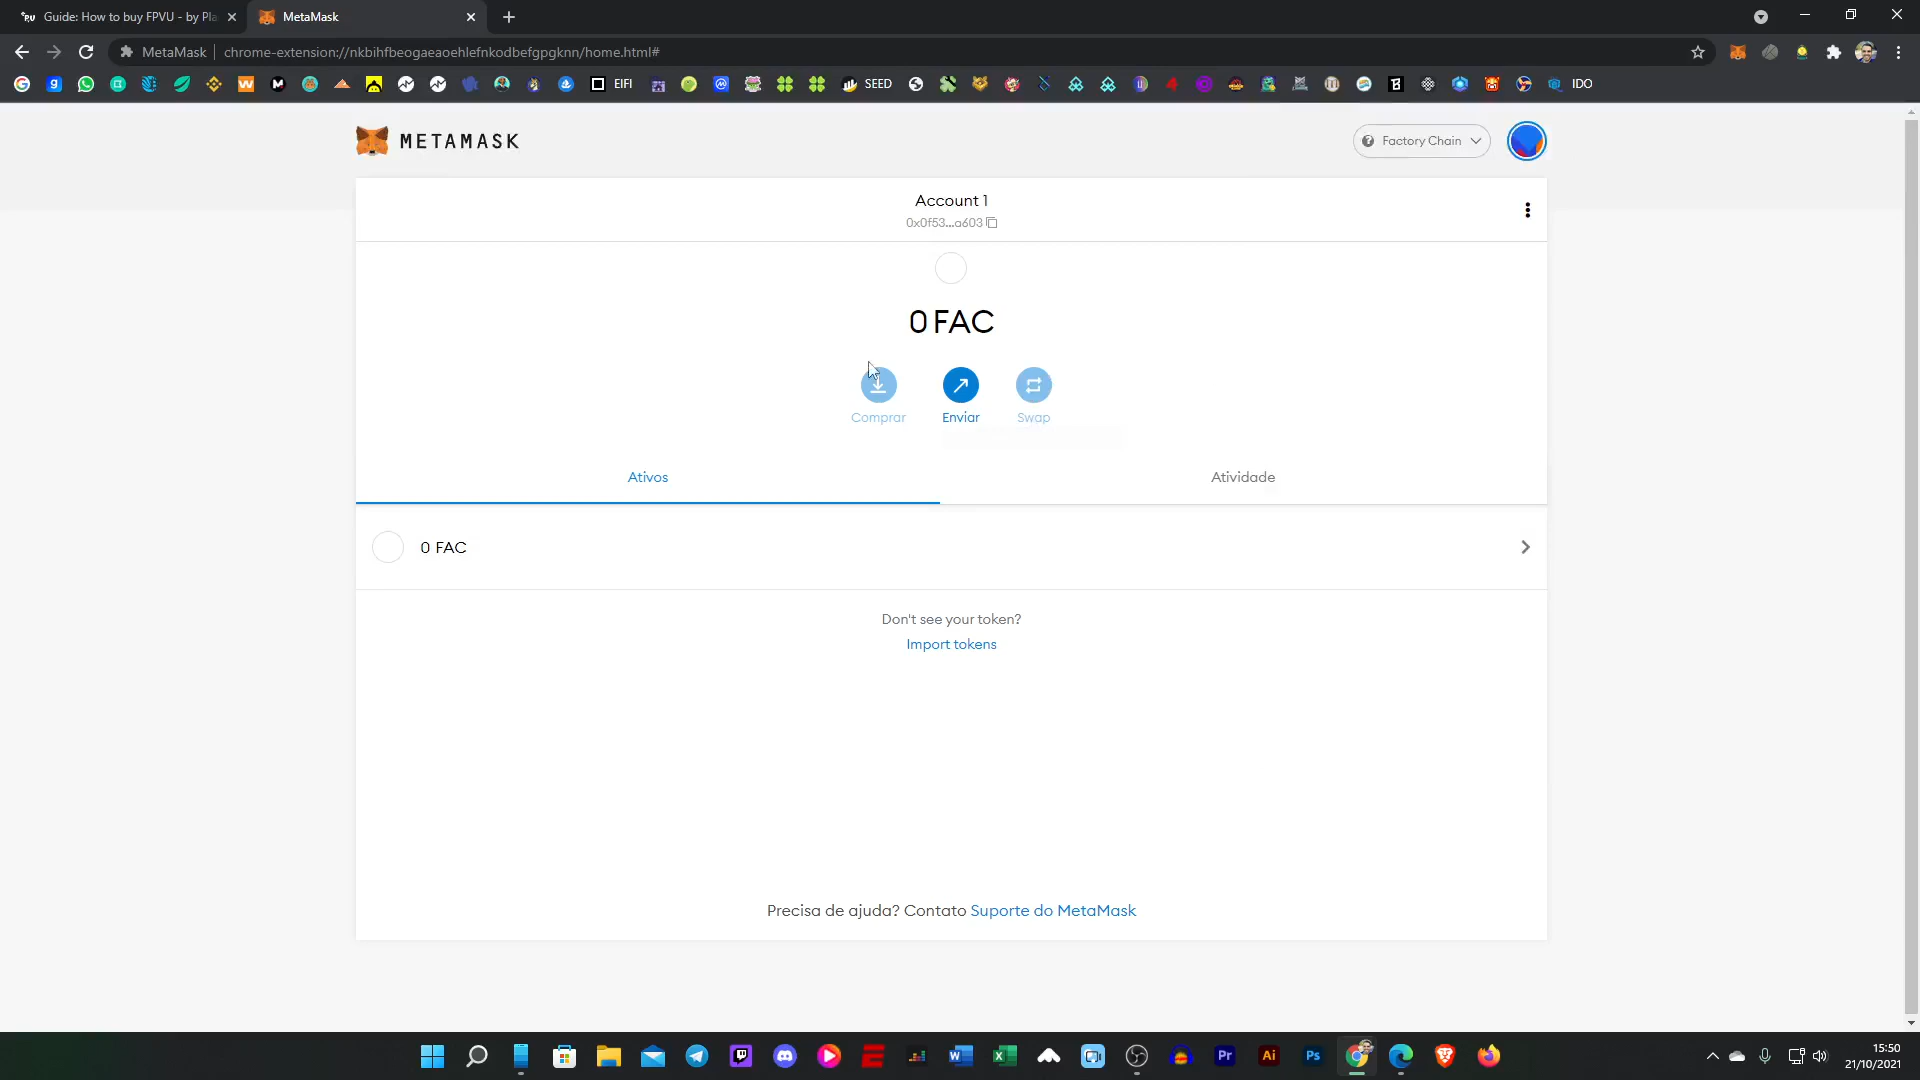 Guide: How to buy FPVU - by Pla
MetaMask
MetaMask
chrome-extension://nkbihfbeogaeaoehlefnkodbefgpgknn/home.html#
EIFI
SEED
IDO
METAMASK
Factory Chain
Account 1
0x0f53...a603
0 FAC
Comprar
Enviar
Swap
Ativos
Atividade
0 FAC
Don't see your token?
Import tokens
Precisa de ajuda? Contato Suporte do MetaMask
15:50
21/10/2021